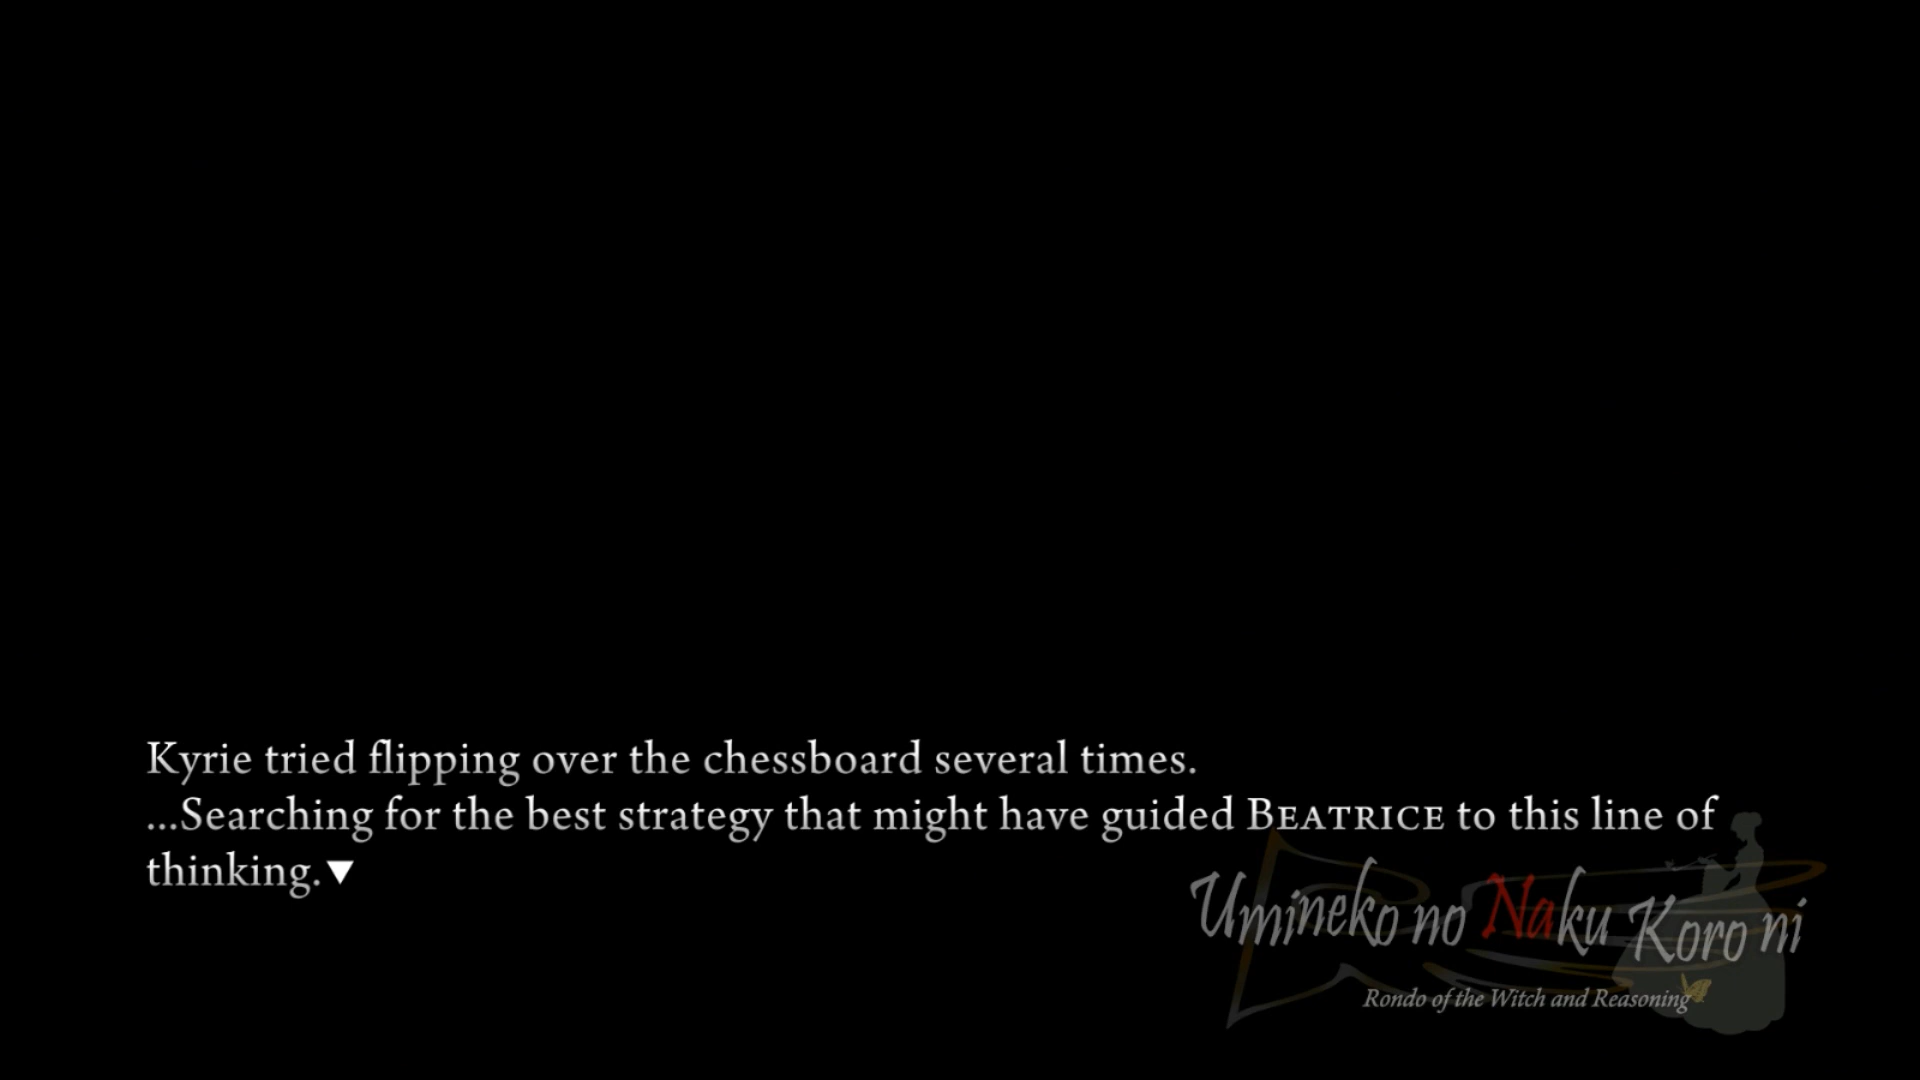 Kyrie tried flipping over the chessboard several times.
...Searching for the best strategy that might have guided BEATRICE to this line of
thinking.▼
Umineko no Naku Koro ni
Rondo of the Witch and Reasoning